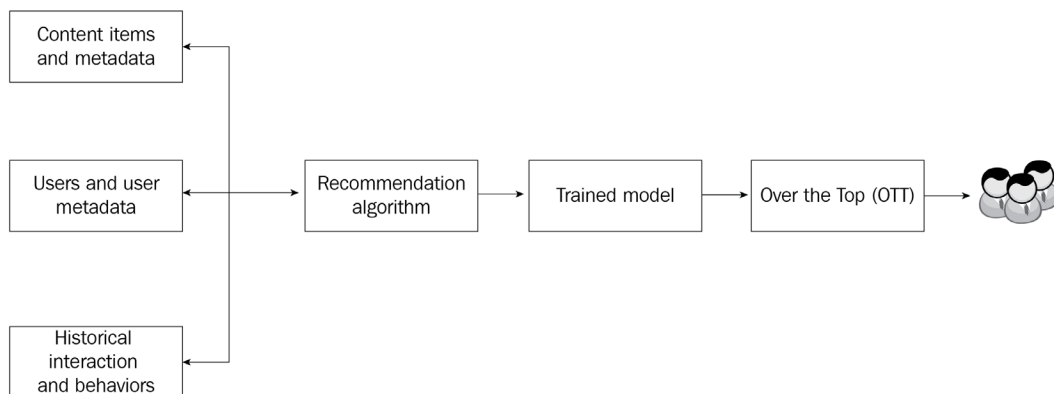 Content items
and metadata
Users and user
metadata
Recommendation
algorithm
Trained model
Over the Top (OTT)
Historical
interaction
and behaviors